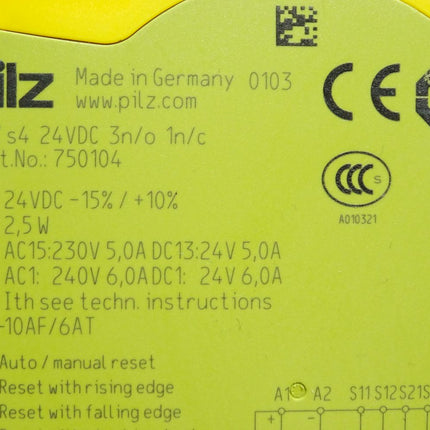 ilz Made in Germany 0103
www.pilz.com
CE
s4 24VDC 3n/o 1n/c
t.No.: 750104
CCC S
A010321
24VDC -15% / +10%
2,5W
AC15:230V 5,0A DC13:24V 5,0A
AC1: 240V 6,0A DC1: 24V 6,0A
Ith see techn. instructions
-10AF/6AT
Auto / manual reset
Reset with rising edge
Reset with falling edge
A1 A2 S11 S12 S21 S
+ -